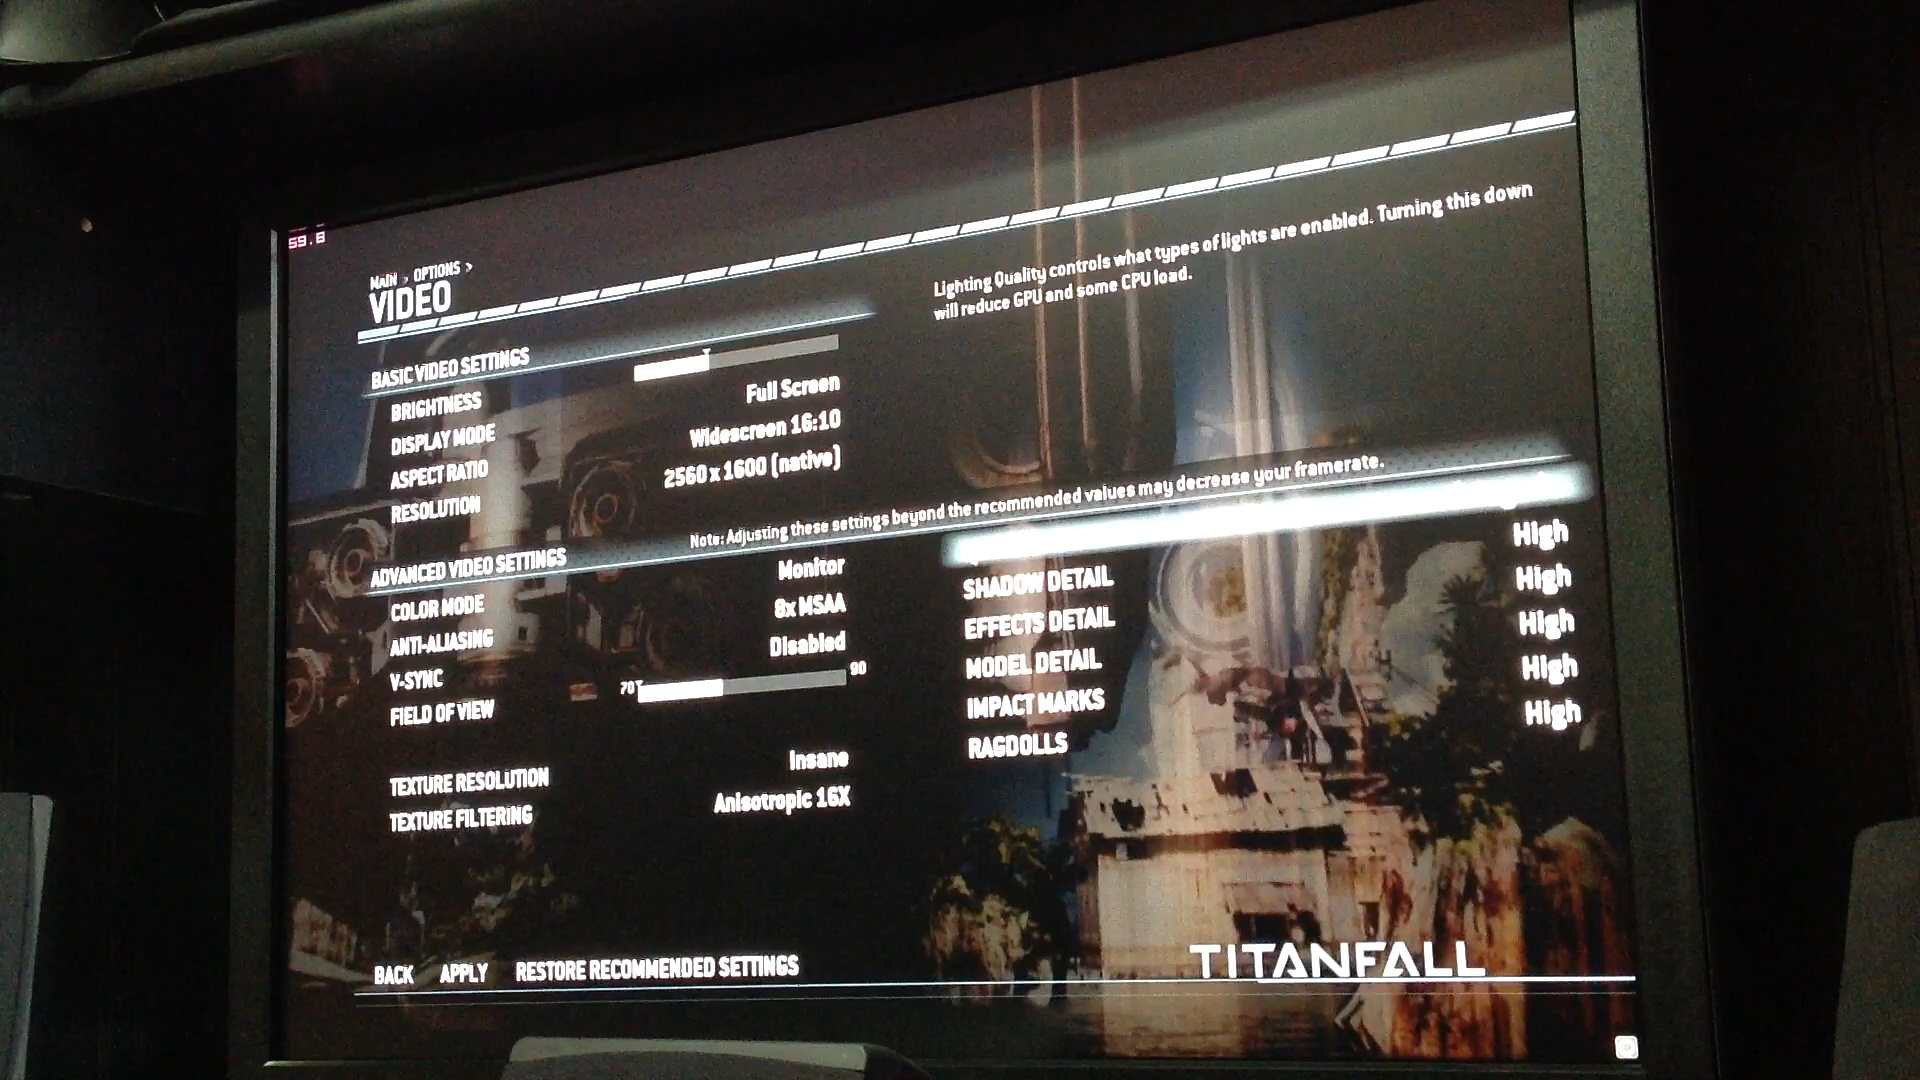 59.8
MAIN > OPTIONS >
VIDEO
Lighting Quality controls what types of lights are enabled. Turning this down
will reduce GPU and some CPU load.
BASIC VIDEO SETTINGS
BRIGHTNESS
DISPLAY MODE Full Screen
ASPECT RATIO Widescreen 16:10
RESOLUTION 2560 x 1600 (native)
Note: Adjusting these settings beyond the recommended values may decrease your framerate.
ADVANCED VIDEO SETTINGS
COLOR MODE Monitor
ANTI-ALIASING 8x MSAA
V-SYNC Disabled
FIELD OF VIEW 70 90
TEXTURE RESOLUTION Insane
TEXTURE FILTERING Anisotropic 16X
SHADOW DETAIL High
EFFECTS DETAIL High
MODEL DETAIL High
IMPACT MARKS High
RAGDOLLS High
BACK APPLY RESTORE RECOMMENDED SETTINGS
TITANFALL